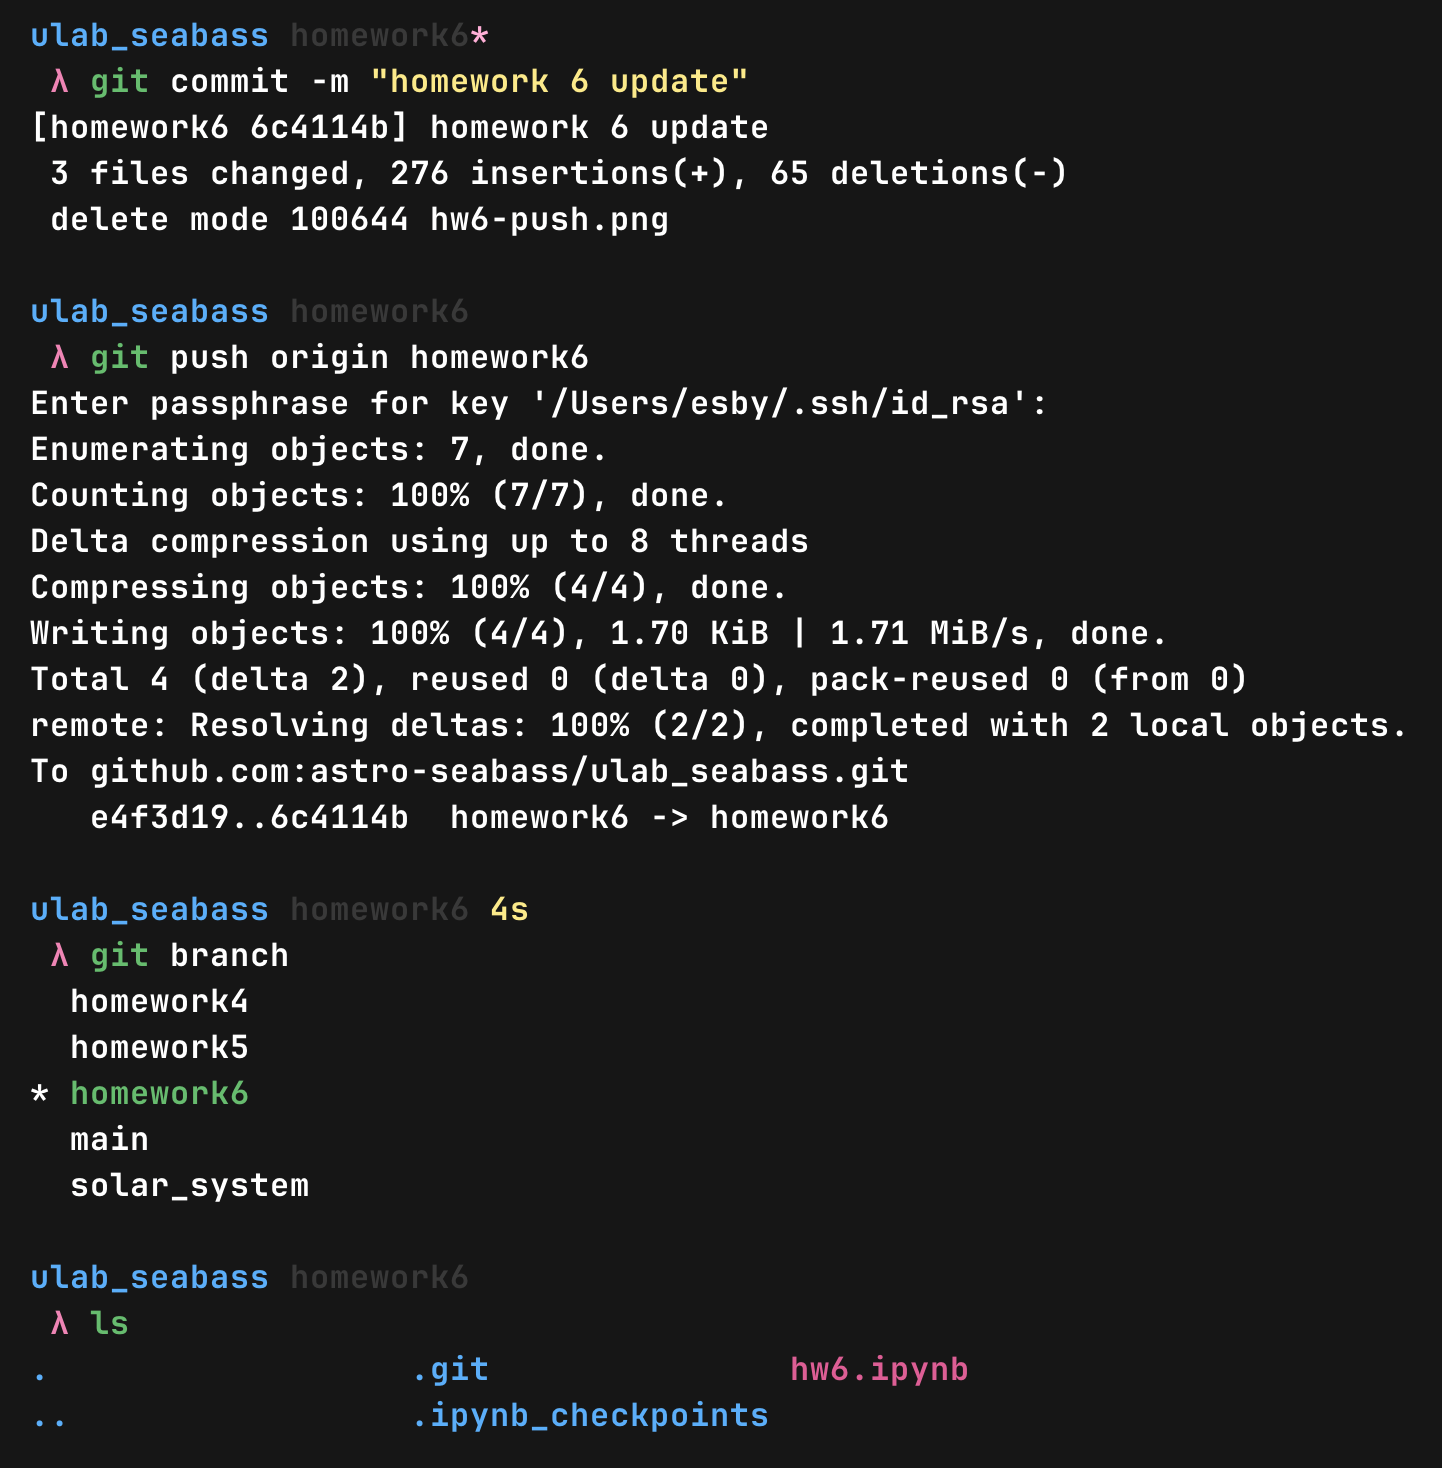 ulab_seabass homework6*
λ git commit -m "homework 6 update"
[homework6 6c4114b] homework 6 update
3 files changed, 276 insertions(+), 65 deletions(-)
delete mode 100644 hw6-push.png
ulab_seabass homework6
λ git push origin homework6
Enter passphrase for key '/Users/esby/.ssh/id_rsa':
Enumerating objects: 7, done.
Counting objects: 100% (7/7), done.
Delta compression using up to 8 threads
Compressing objects: 100% (4/4), done.
Writing objects: 100% (4/4), 1.70 KiB | 1.71 MiB/s, done.
Total 4 (delta 2), reused 0 (delta 0), pack-reused 0 (from 0)
remote: Resolving deltas: 100% (2/2), completed with 2 local objects.
To github.com:astro-seabass/ulab_seabass.git
e4f3d19..6c4114b  homework6 -> homework6
ulab_seabass homework6 4s
λ git branch
homework4
homework5
* homework6
main
solar_system
ulab_seabass homework6
λ ls
. .git hw6.ipynb
.. .ipynb_checkpoints